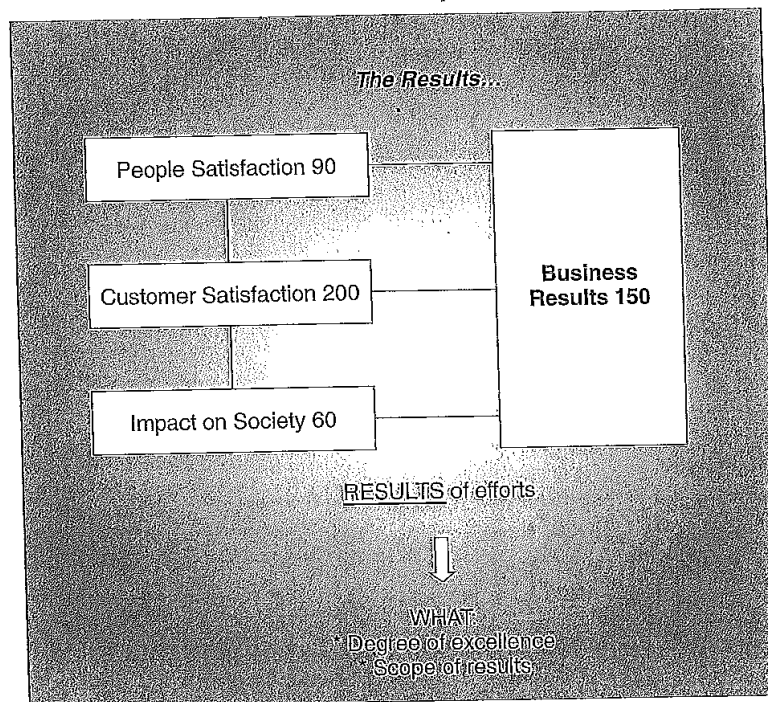 The Results...
People Satisfaction 90
Customer Satisfaction 200
Impact on Society 60
Business
Results 150
RESULTS of efforts
WHAT:
* Degree of excellence
* Scope of results